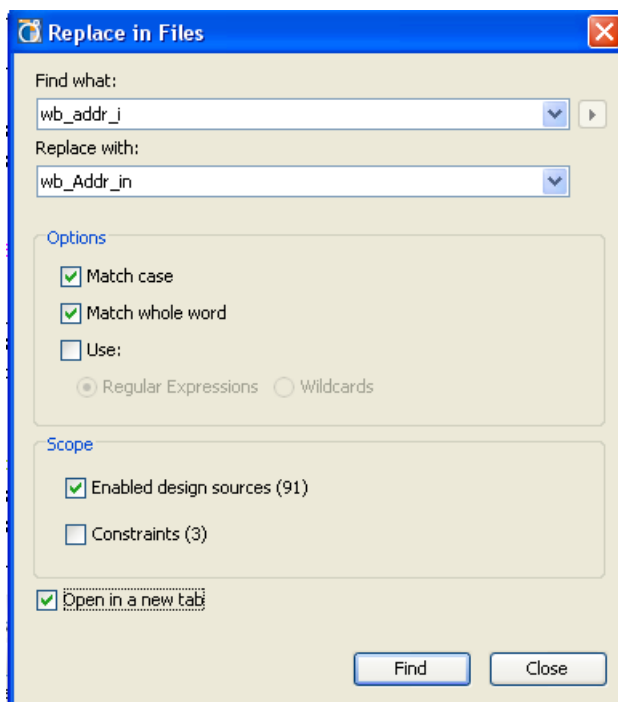 Replace in Files
Find what:
wb_addr_i
Replace with:
wb_Addr_in
Options
Match case
Match whole word
Use:
Regular Expressions Wildcards
Scope
Enabled design sources (91)
Constraints (3)
Open in a new tab
Find Close